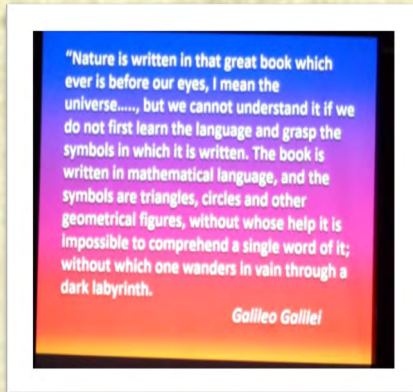 “Nature is written in that great book which
ever is before our eyes, I mean the
universe....., but we cannot understand it if we
do not first learn the language and grasp the
symbols in which it is written. The book is
written in mathematical language, and the
symbols are triangles, circles and other
geometrical figures, without whose help it is
impossible to comprehend a single word of it;
without which one wanders in vain through a
dark labyrinth.
Galileo Galilei